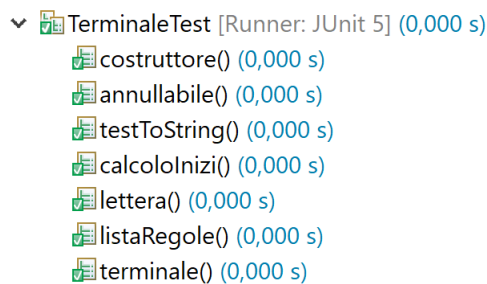 TerminaleTest [Runner: JUnit 5] (0,000 s)
costruttore() (0,000 s)
annullabile() (0,000 s)
testToString() (0,000 s)
calcoloInizi() (0,000 s)
lettera() (0,000 s)
listaRegole() (0,000 s)
terminale() (0,000 s)